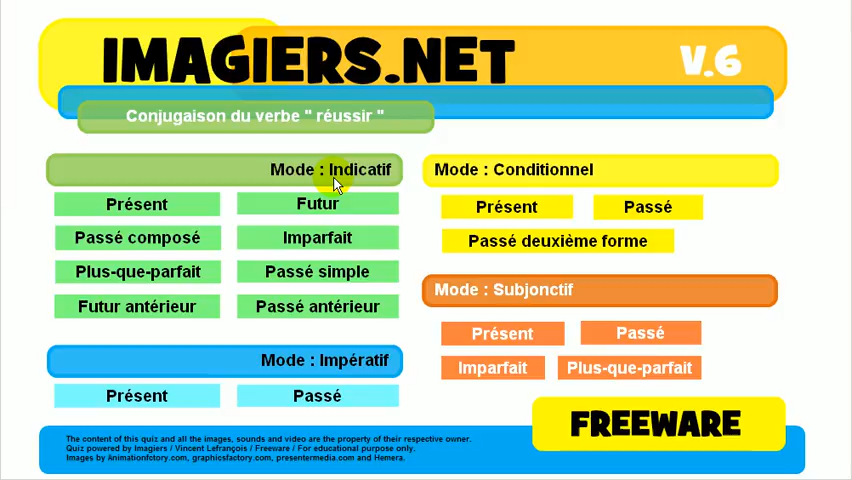 IMAGIERS.NET
V.6
Conjugaison du verbe " réussir "
Mode : Indicatif
Présent
Futur
Passé composé
Imparfait
Plus-que-parfait
Passé simple
Futur antérieur
Passé antérieur
Mode : Impératif
Présent
Passé
Mode : Conditionnel
Présent
Passé
Passé deuxième forme
Mode : Subjonctif
Présent
Passé
Imparfait
Plus-que-parfait
FREEWARE
The content of this quiz and all the images, sounds and video are the property of their respective owner.
Quiz powered by Imagiers / Vincent Lefrançois / Freeware / For educational purpose only.
Images by Animationfctory.com, graphicsfactory.com, presentermedia.com and Hemera.